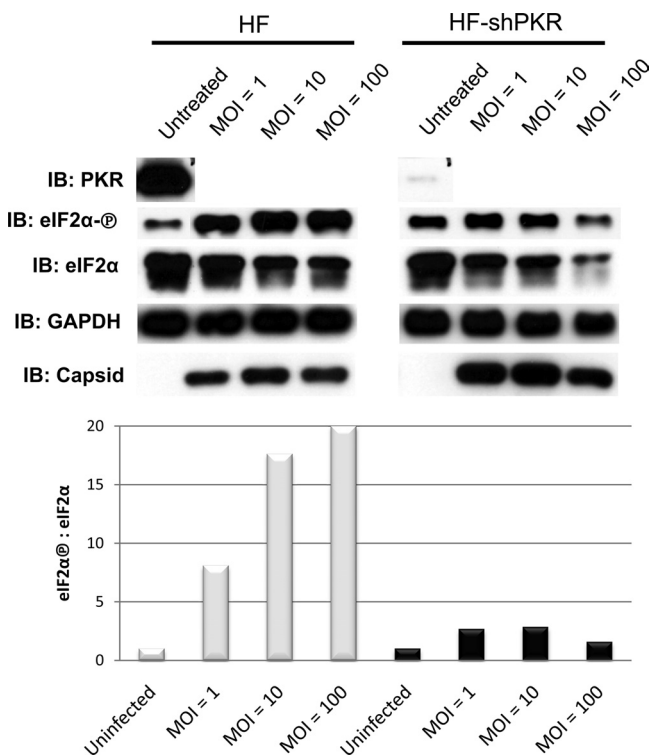 HF HF-shPKR
Untreated MOI = 1 MOI = 10 MOI = 100 Untreated MOI = 1 MOI = 10 MOI = 100
IB: PKR
IB: eIF2α-Ⓟ
IB: eIF2α
IB: GAPDH
IB: Capsid
20
15
10
5
0
eIF2αⓅ : eIF2α
Uninfected MOI = 1 MOI = 10 MOI = 100 Uninfected MOI = 1 MOI = 10 MOI = 100